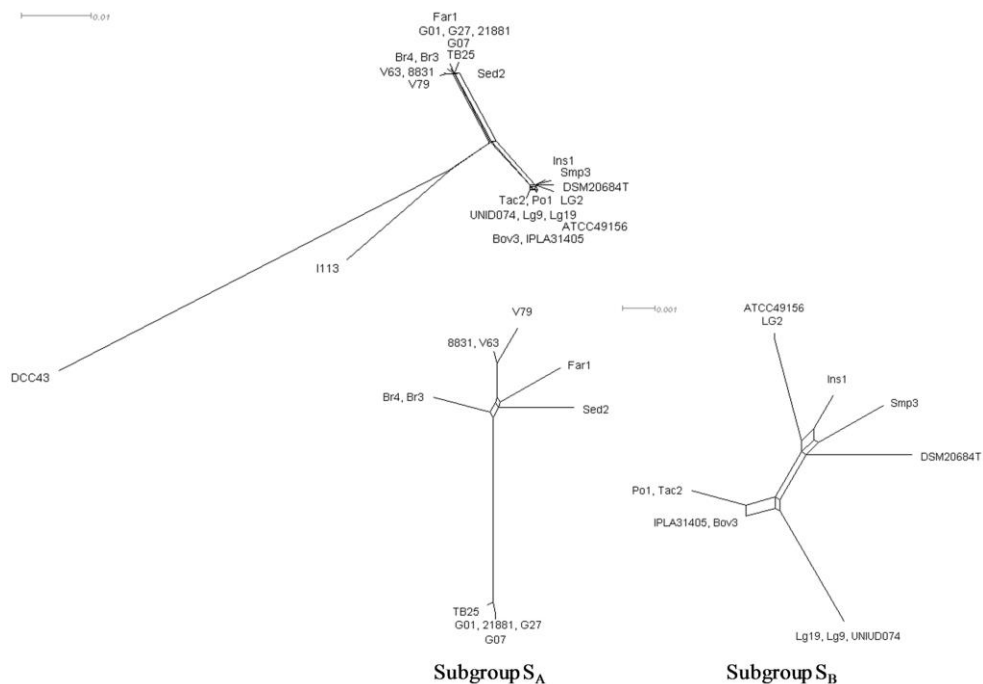 0.01
Far1
G01, G27, 21881
G07
Br4, Br3 TB25
V63, 8831 Sed2
V79
Ins1
Smp3
DSM20684T
Tac2, Po1 LG2
UNID074, Lg9, Lg19
ATCC49156
Bov3, IPLA31405
I113
DCC43
V79
8831, V63
Far1
Br4, Br3
Sed2
TB25
G01, 21881, G27
G07
Subgroup SA
0.001
ATCC49156
LG2
Ins1
Smp3
DSM20684T
Po1, Tac2
IPLA31405, Bov3
Lg19, Lg9, UNIUD074
Subgroup SB